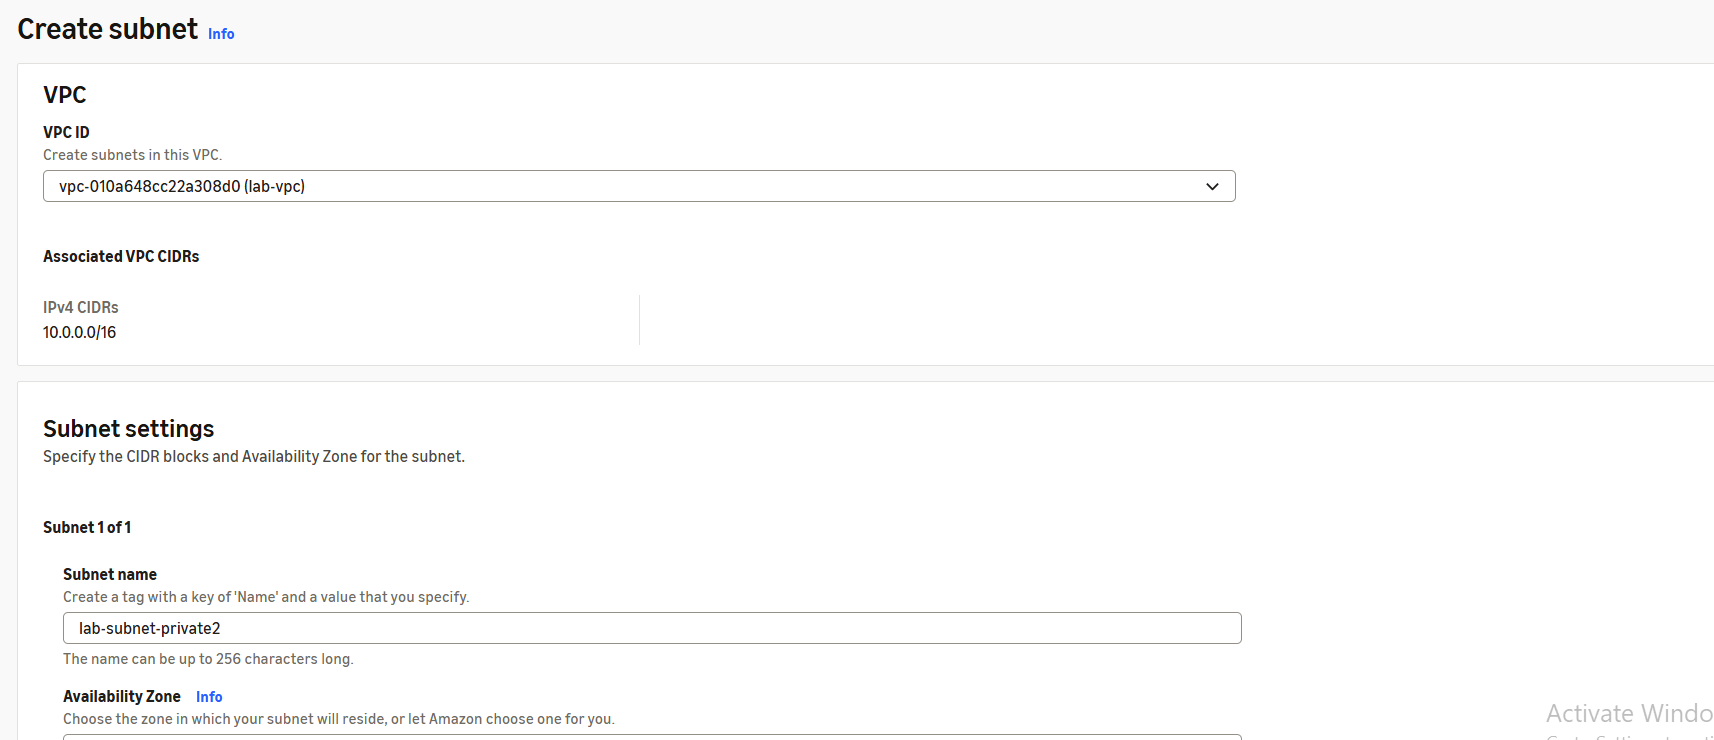 Create subnet Info
VPC
VPC ID
Create subnets in this VPC.
vpc-010a648cc22a308d0 (lab-vpc)
Associated VPC CIDRs
IPv4 CIDRs
10.0.0.0/16
Subnet settings
Specify the CIDR blocks and Availability Zone for the subnet.
Subnet 1 of 1
Subnet name
Create a tag with a key of 'Name' and a value that you specify.
lab-subnet-private2
The name can be up to 256 characters long.
Availability Zone Info
Choose the zone in which your subnet will reside, or let Amazon choose one for you.
Activate Windo